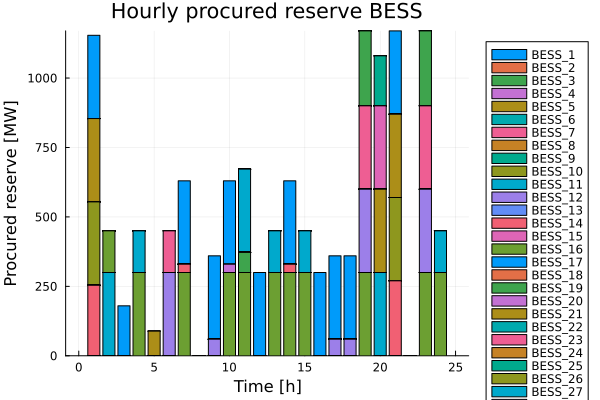 Hourly procured reserve BESS
Procured reserve [MW]
1000
750
500
250
0
0 5 10 15 20 25
Time [h]
BESS_1
BESS_2
BESS_3
BESS_4
BESS_5
BESS_6
BESS_7
BESS_8
BESS_9
BESS_10
BESS_11
BESS_12
BESS_13
BESS_14
BESS_15
BESS_16
BESS_17
BESS_18
BESS_19
BESS_20
BESS_21
BESS_22
BESS_23
BESS_24
BESS_25
BESS_26
BESS_27